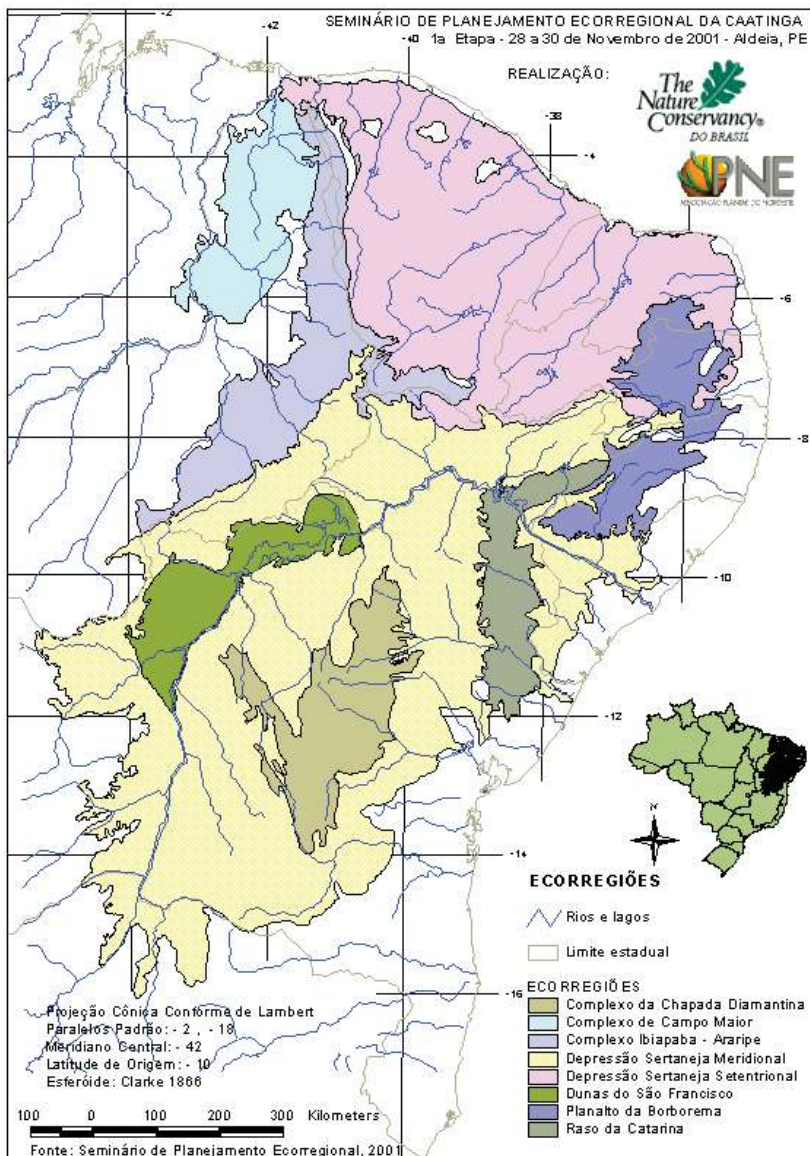 SEMINÁRIO DE PLANEJAMENTO ECORREGIONAL DA CAATINGA
1a Etapa - 28 a 30 de Novembro de 2001 - Aldeia, PE
REALIZAÇÃO:
The
Nature
Conservancy®
DO BRASIL
PNE
ASSOCIAÇÃO PLANTAS DO NORDESTE
-2
-42
-40
-38
-4
-6
-8
-10
-12
-14
-16
N
ECORREGIÕES
Rios e lagos
Limite estadual
ECORREGIÕES
Complexo da Chapada Diamantina
Complexo de Campo Maior
Complexo Ibiapaba - Araripe
Depressão Sertaneja Meridional
Depressão Sertaneja Setentrional
Dunas do São Francisco
Planalto da Borborema
Raso da Catarina
Projeção Cônica Conforme de Lambert
Paralelos Padrão: - 2 , - 18
Meridiano Central: - 42
Latitude de Origem: - 10
Esferóide: Clarke 1866
100 0 100 200 300 Kilometers
Fonte: Seminário de Planejamento Ecorregional, 2001